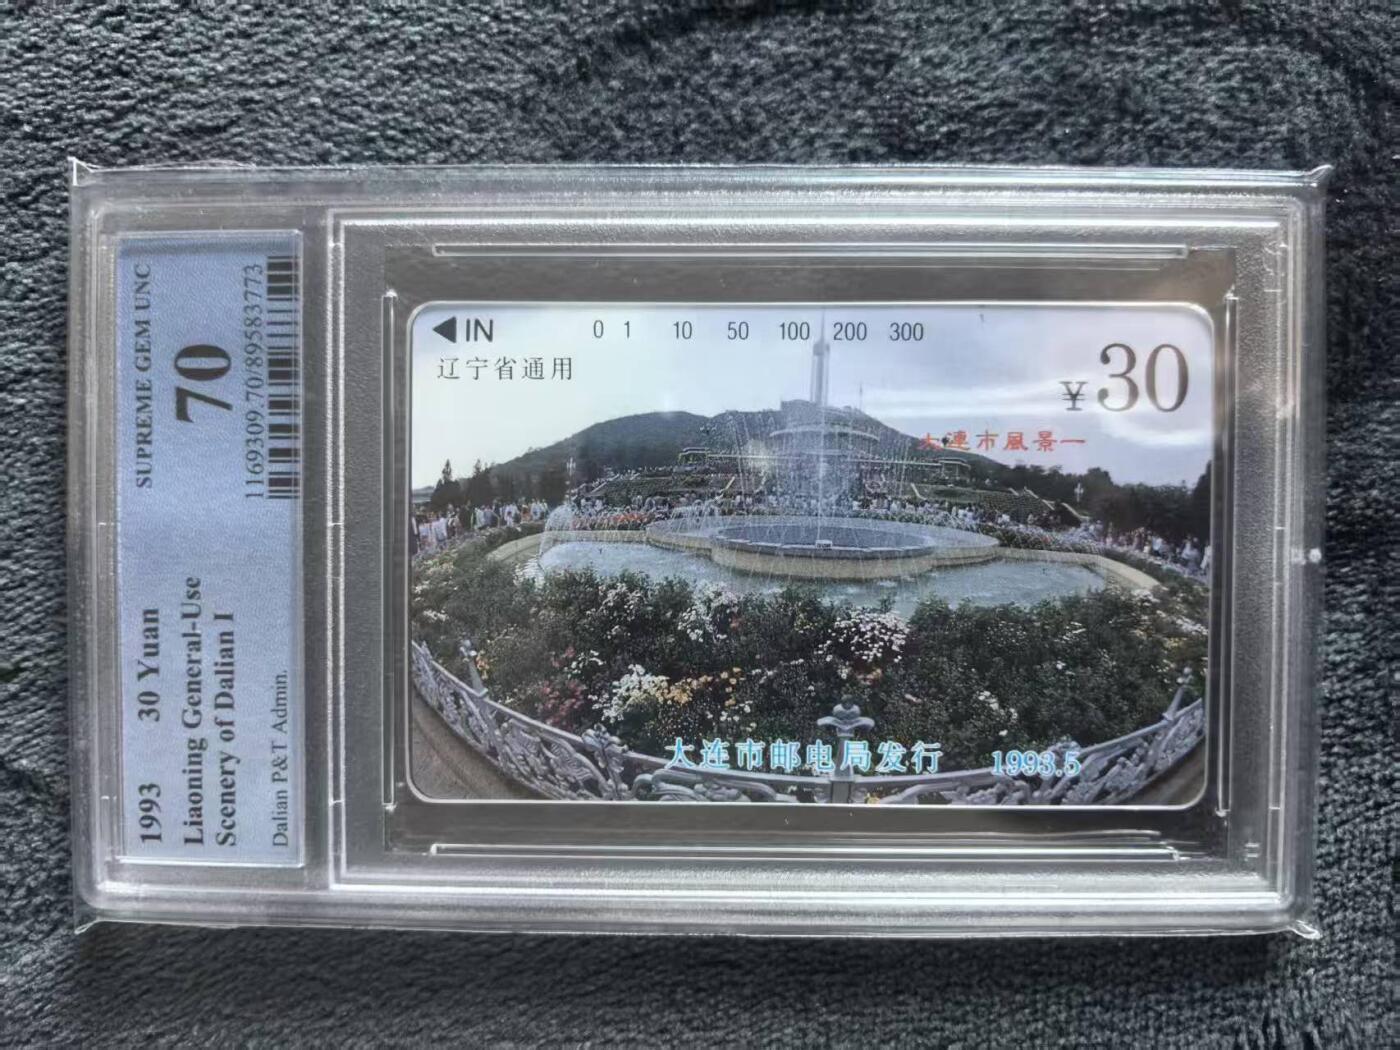 1993 30 Yuan SUPREME GEM UNC
Liaoning General-Use 70
Scenery of Dalian I
Dalian P&T Admin. 1169309.70/89583773
IN 0 1 10 50 100 200 300
辽宁省通用
¥30
大連市風景一
大连市邮电局发行 1993.5